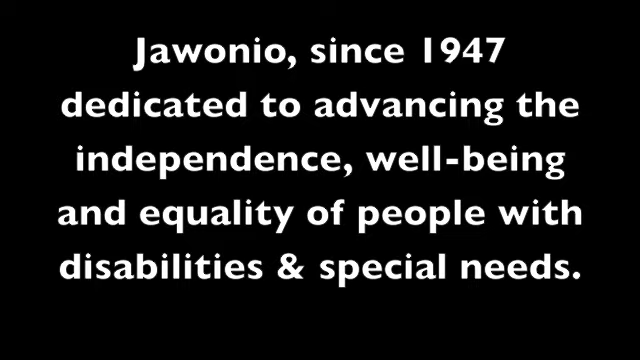 Jawonio, since 1947
dedicated to advancing the
independence, well-being
and equality of people with
disabilities & special needs.